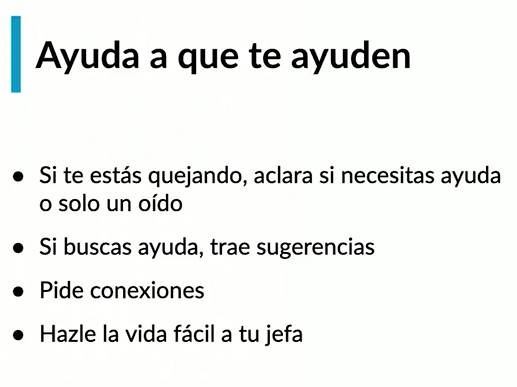 Ayuda a que te ayuden
● Si te estás quejando, aclara si necesitas ayuda
o solo un oído
● Si buscas ayuda, trae sugerencias
● Pide conexiones
● Hazle la vida fácil a tu jefa